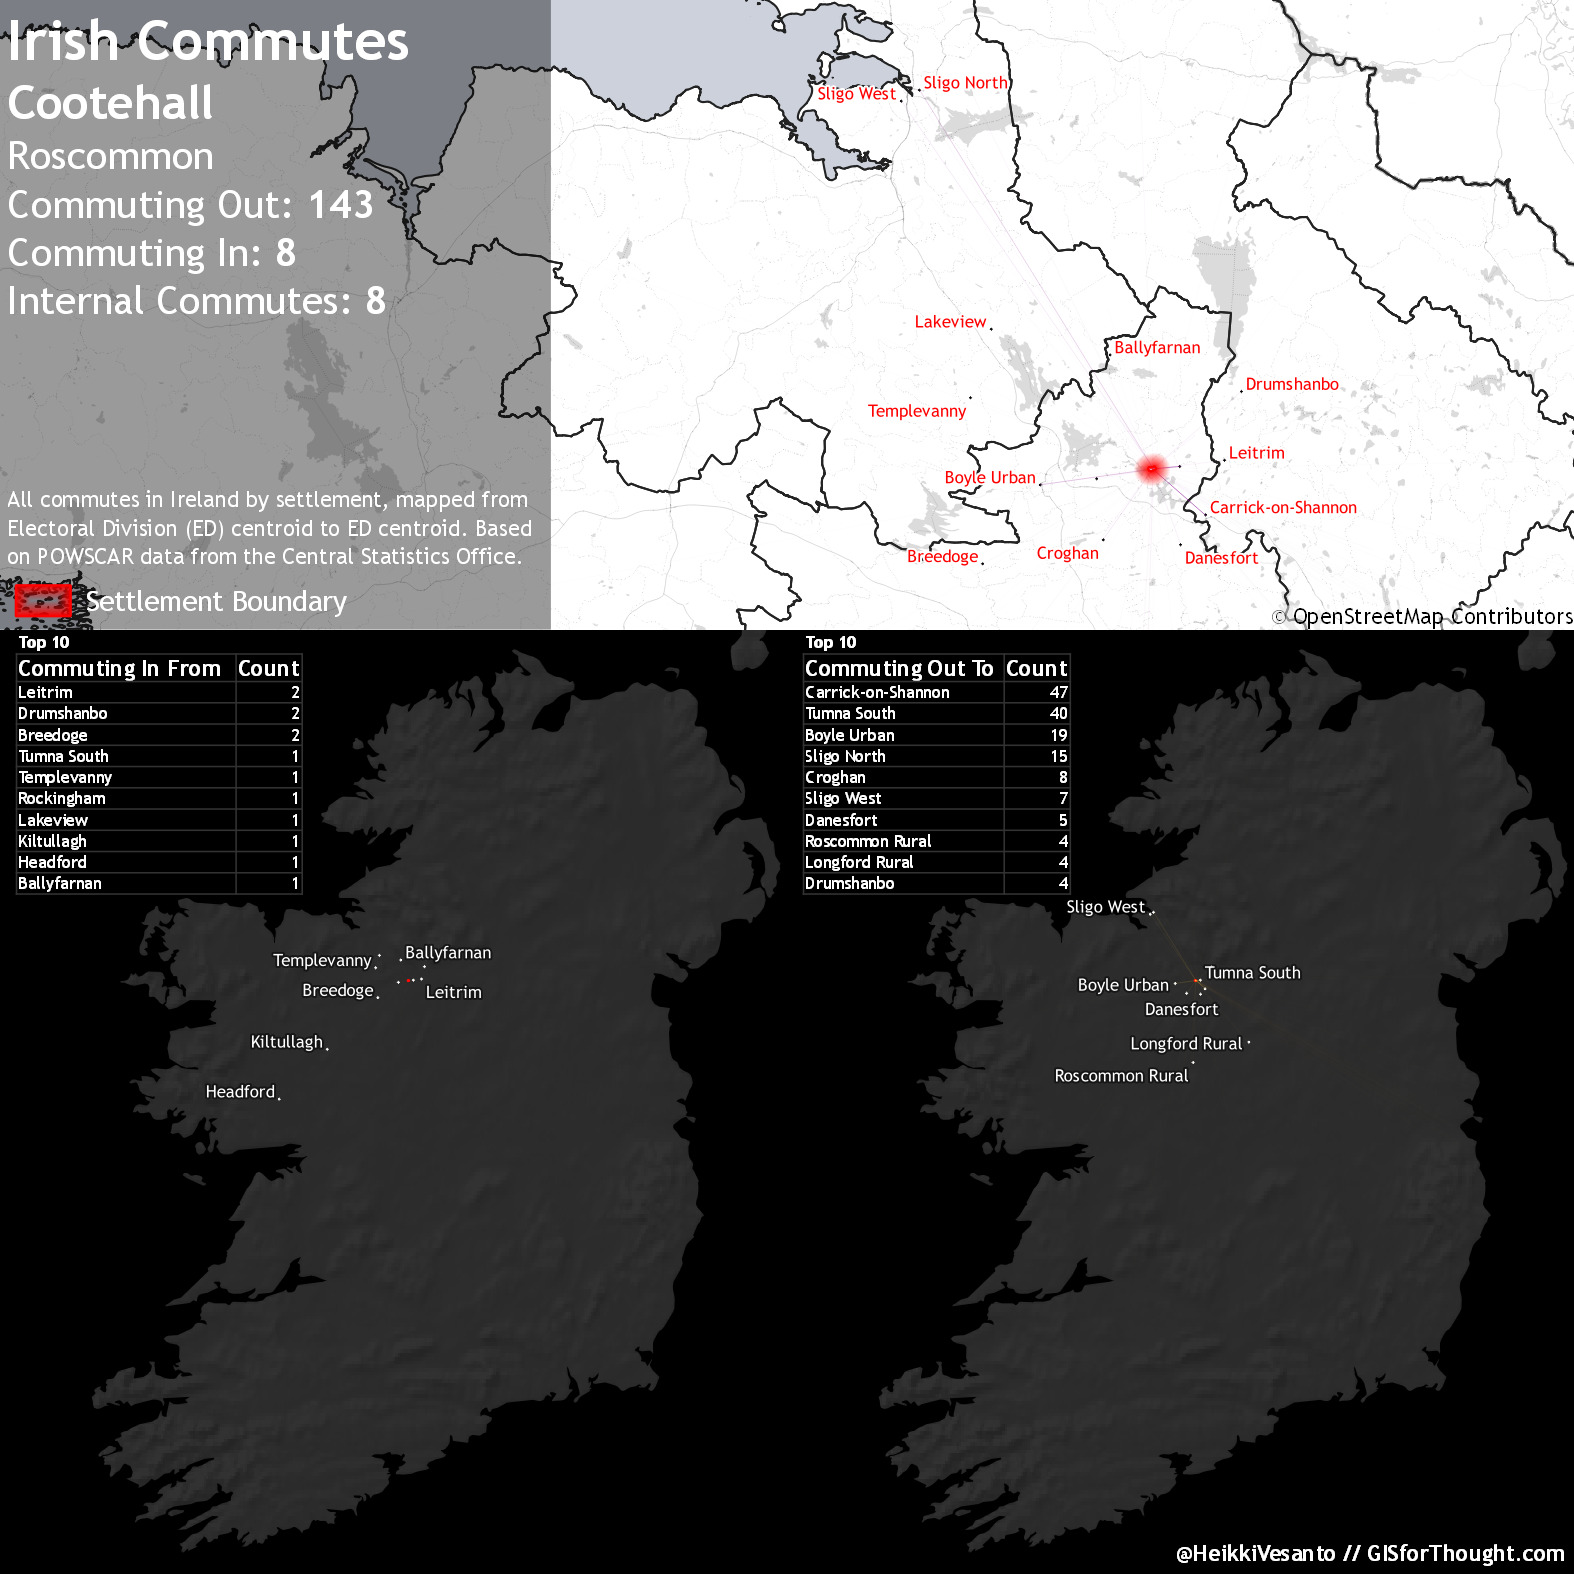 Irish Commutes
Cootehall
Roscommon
Commuting Out: 143
Commuting In: 8
Internal Commutes: 8
All commutes in Ireland by settlement, mapped from
Electoral Division (ED) centroid to ED centroid. Based
on POWSCAR data from the Central Statistics Office.
Settlement Boundary
Sligo North
Sligo West
Lakeview
Ballyfarnan
Drumshanbo
Templevanny
Leitrim
Boyle Urban
Carrick-on-Shannon
Croghan
Breedoge
Danesfort
© OpenStreetMap Contributors
Top 10
Commuting In From Count
Leitrim 2
Drumshanbo 2
Breedoge 2
Tumna South 1
Templevanny 1
Rockingham 1
Lakeview 1
Kiltullagh 1
Headford 1
Ballyfarnan 1
Templevanny
Ballyfarnan
Breedoge
Leitrim
Kiltullagh
Headford
Top 10
Commuting Out To Count
Carrick-on-Shannon 47
Tumna South 40
Boyle Urban 19
Sligo North 15
Croghan 8
Sligo West 7
Danesfort 5
Roscommon Rural 4
Longford Rural 4
Drumshanbo 4
Sligo West
Tumna South
Boyle Urban
Danesfort
Longford Rural
Roscommon Rural
@HeikkiVesanto // GISforThought.com